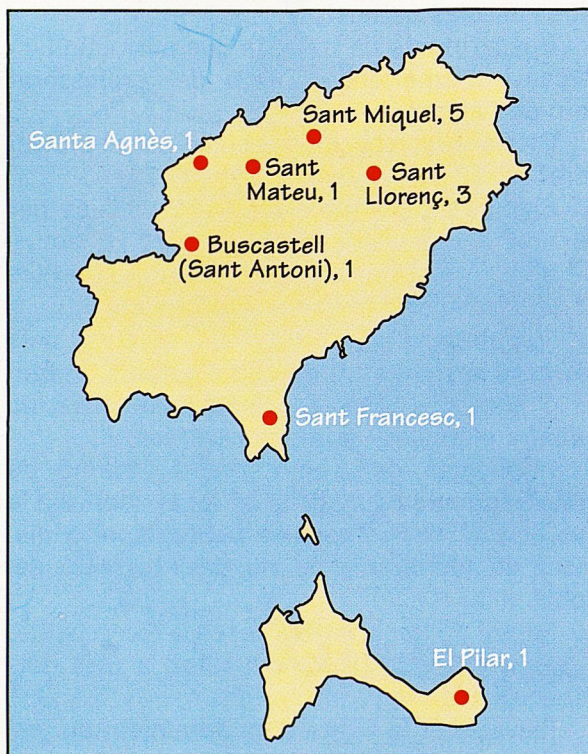 Sant Miquel, 5
Santa Agnès, 1
Sant
Mateu, 1
Sant
Llorenç, 3
Buscastell
(Sant Antoni), 1
Sant Francesc, 1
El Pilar, 1